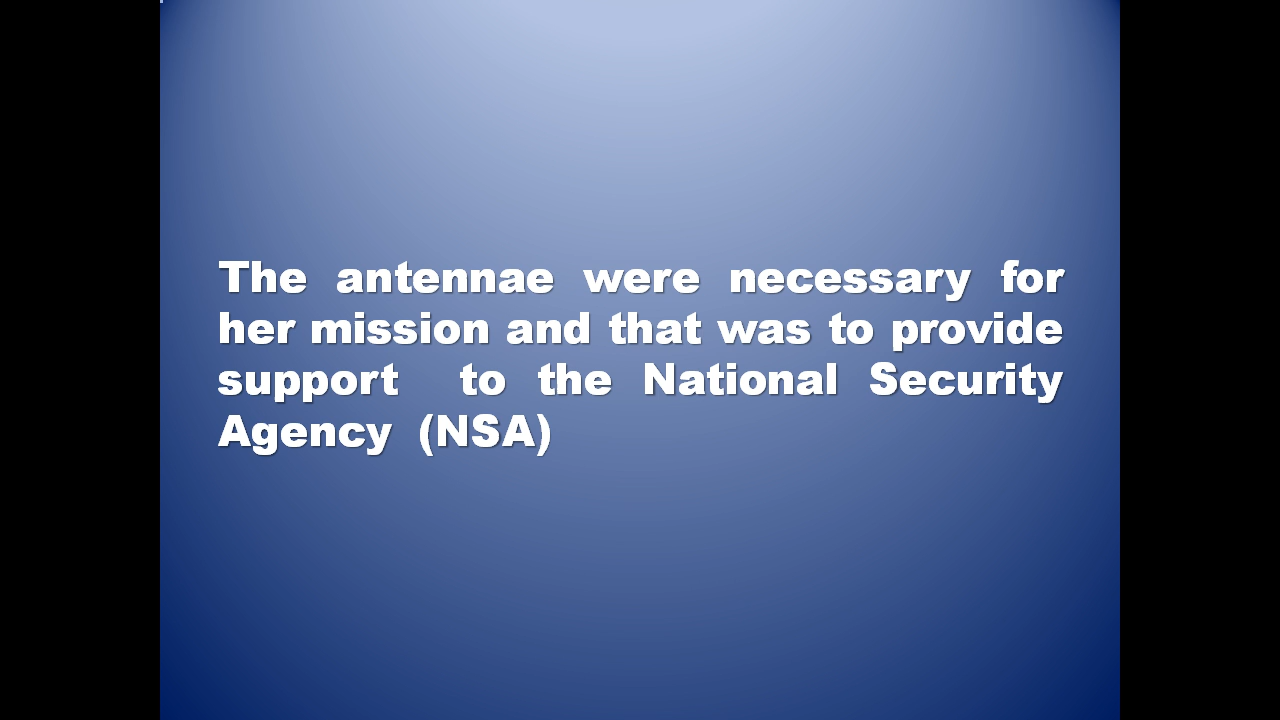 The antennae were necessary for
her mission and that was to provide
support to the National Security
Agency (NSA)